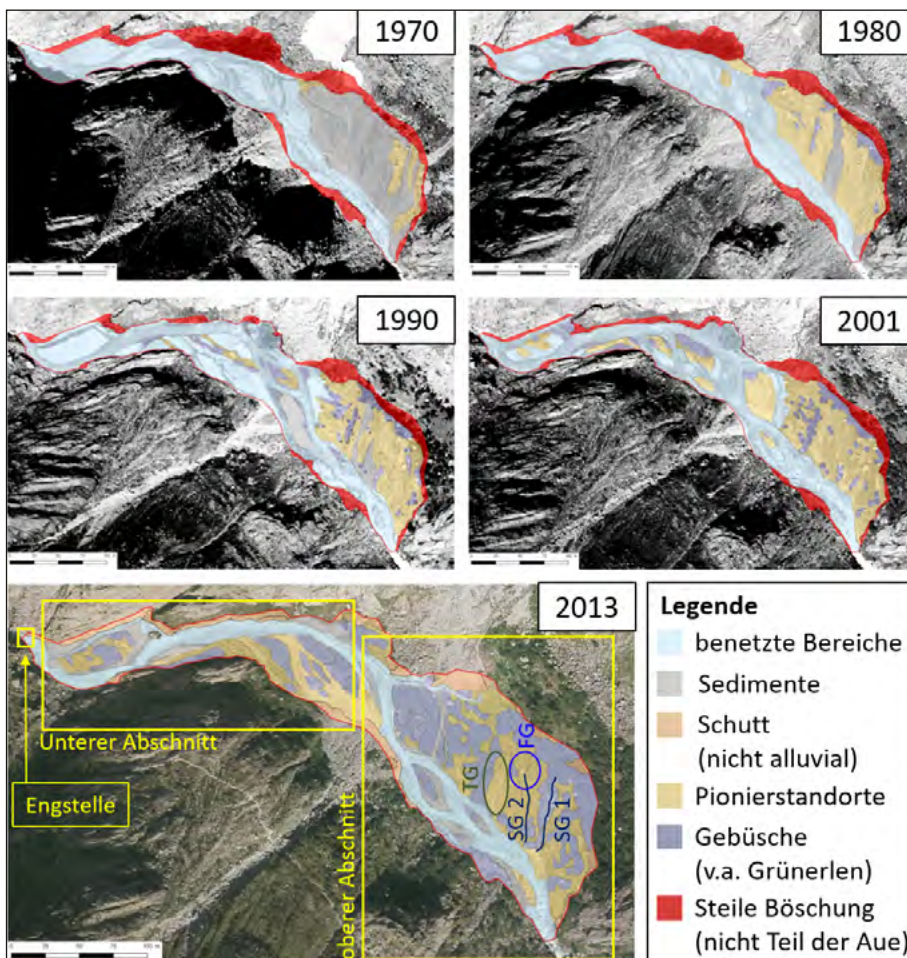 1970
1980
1990
2001
2013
Unterer Abschnitt
Engstelle
oberer Abschnitt
TG
FG
SG 2
SG 1
Legende
benetzte Bereiche
Sedimente
Schutt
(nicht alluvial)
Pionierstandorte
Gebüsche
(v.a. Grünerlen)
Steile Böschung
(nicht Teil der Aue)